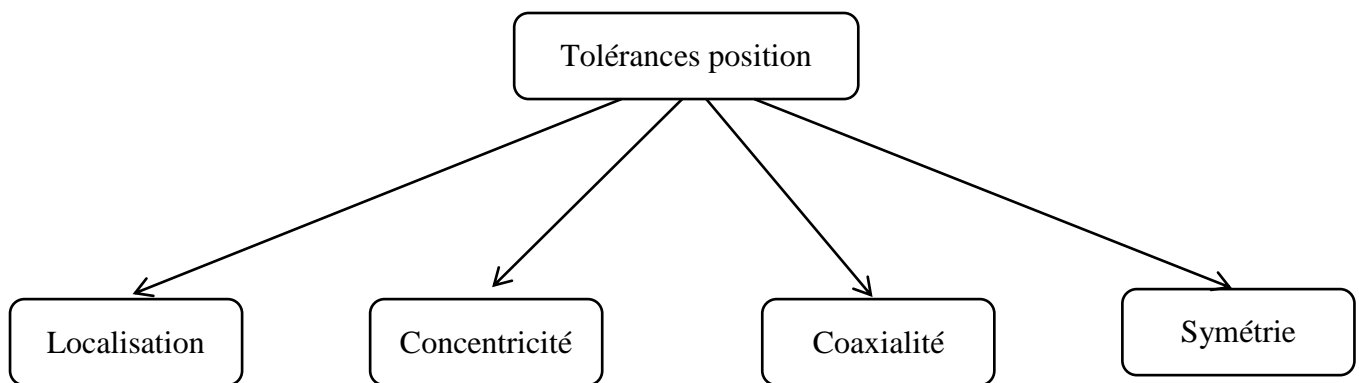 Tolérances position
Localisation
Concentricité
Coaxialité
Symétrie